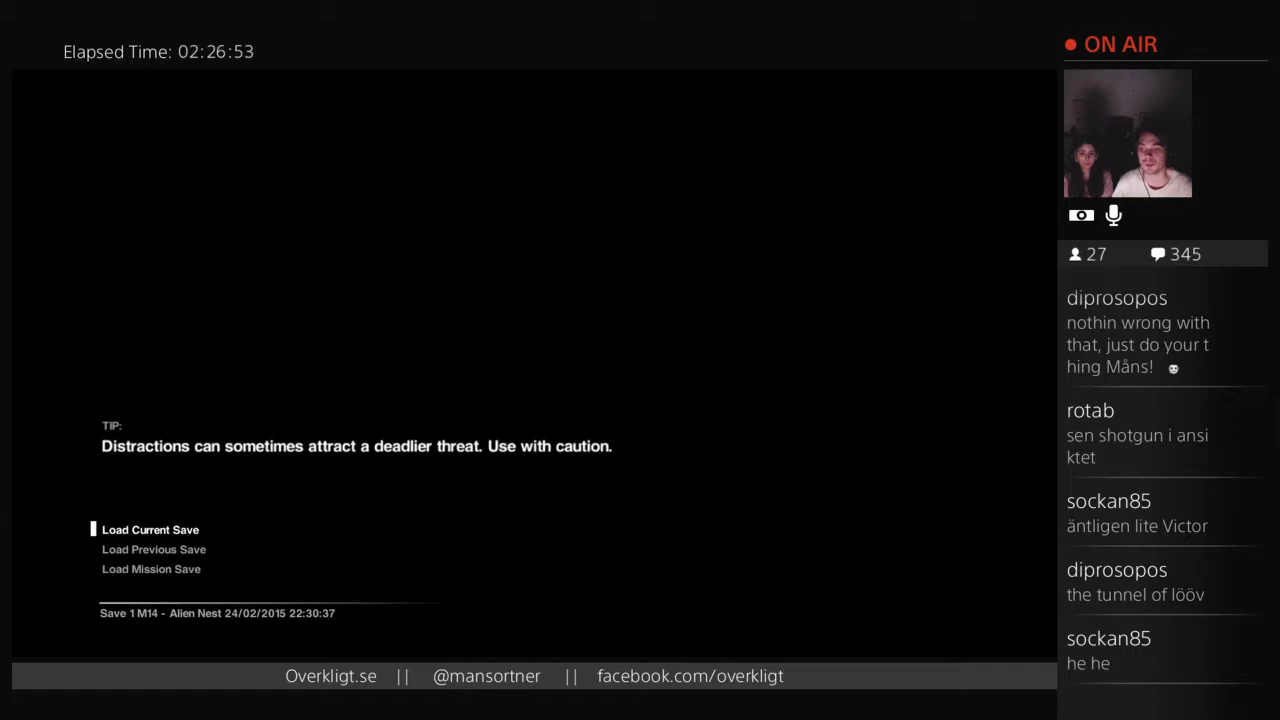 Elapsed Time: 02:26:53
ON AIR
27 345
diprosopos
nothin wrong with
that, just do your t
hing Måns!
rotab
sen shotgun i ansi
ktet
sockan85
äntligen lite Victor
diprosopos
the tunnel of lööv
sockan85
he he
TIP:
Distractions can sometimes attract a deadlier threat. Use with caution.
Load Current Save
Load Previous Save
Load Mission Save
Save 1 M14 - Alien Nest 24/02/2015 22:30:37
Overkligt.se || @mansortner || facebook.com/overkligt